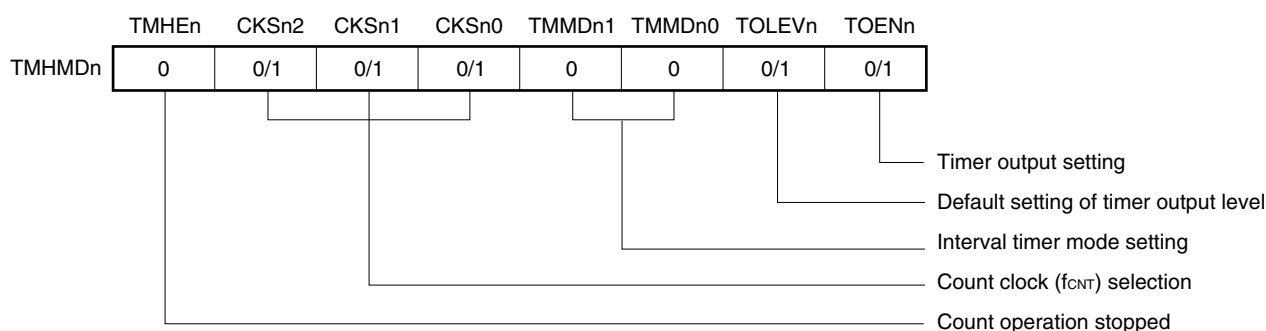 TMHEn CKSn2 CKSn1 CKSn0 TMMDn1 TMMDn0 TOLEVn TOENn
TMHMDn 0 0/1 0/1 0/1 0 0 0/1 0/1
Timer output setting
Default setting of timer output level
Interval timer mode setting
Count clock (fCNT) selection
Count operation stopped